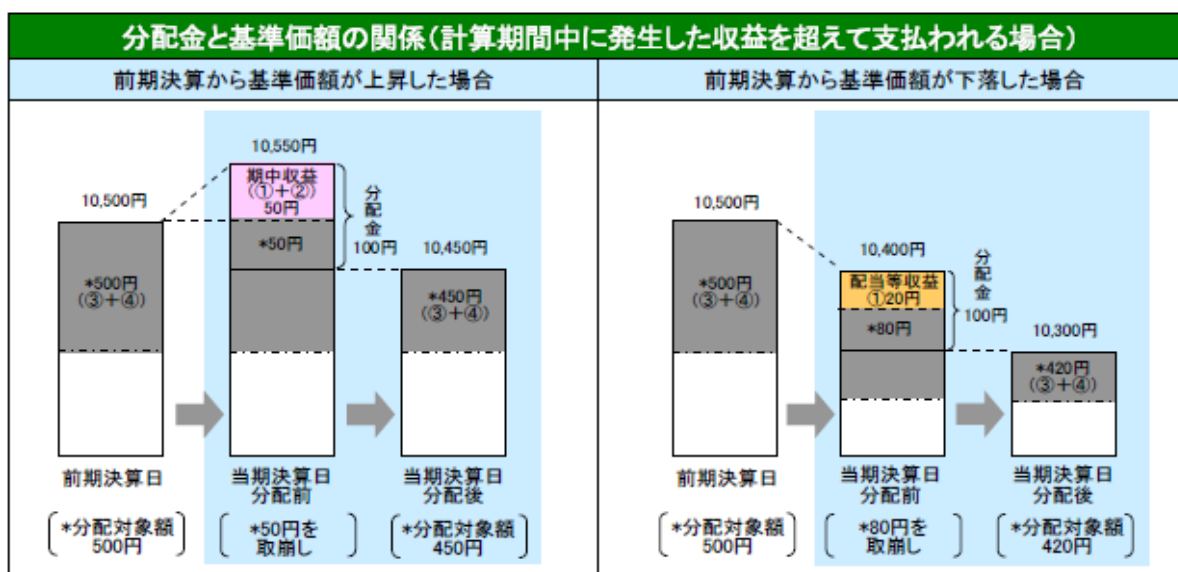 分配金と基準価額の関係(計算期間中に発生した収益を超えて支払われる場合)
前期決算から基準価額が上昇した場合
10,500円
*500円
(③+④)
前期決算日
*分配対象額
500円
10,550円
期中収益
(①+②)
50円
*50円
分配金
100円
当期決算日
分配前
*50円を
取崩し
10,450円
*450円
(③+④)
当期決算日
分配後
*分配対象額
450円
前期決算から基準価額が下落した場合
10,500円
*500円
(③+④)
前期決算日
*分配対象額
500円
10,400円
配当等収益
①20円
*80円
分配金
100円
当期決算日
分配前
*80円を
取崩し
10,300円
*420円
(③+④)
当期決算日
分配後
*分配対象額
420円